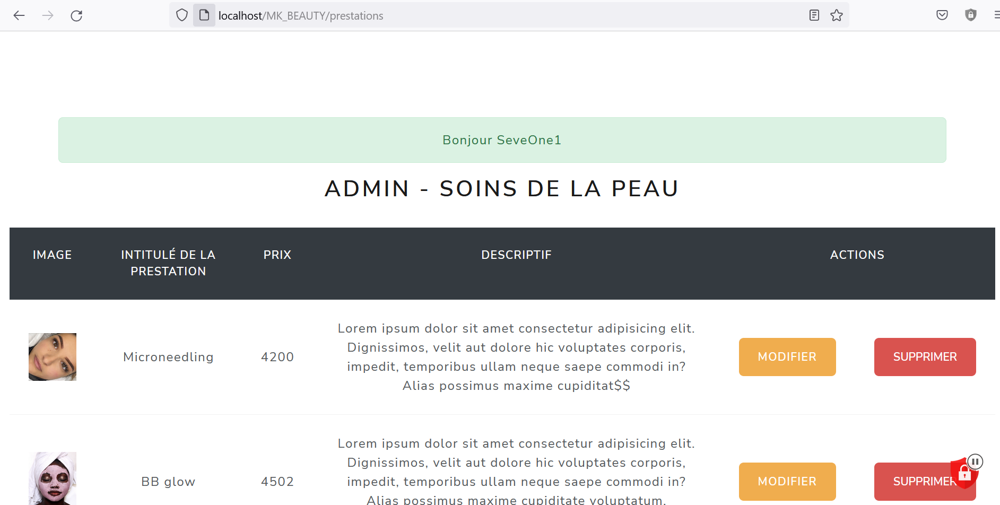 localhost/MK_BEAUTY/prestations
Bonjour SeveOne1
ADMIN - SOINS DE LA PEAU
IMAGE
INTITULÉ DE LA
PRESTATION
PRIX
DESCRIPTIF
ACTIONS
Microneedling
4200
Lorem ipsum dolor sit amet consectetur adipisicing elit.
Dignissimos, velit aut dolore hic voluptates corporis,
impedit, temporibus ullam neque saepe commodi in?
Alias possimus maxime cupiditat$$
MODIFIER
SUPPRIMER
BB glow
4502
Lorem ipsum dolor sit amet consectetur adipisicing elit.
Dignissimos, velit aut dolore hic voluptates corporis,
impedit, temporibus ullam neque saepe commodi in?
Alias possimus maxime cupiditate voluptatum.
MODIFIER
SUPPRIMER